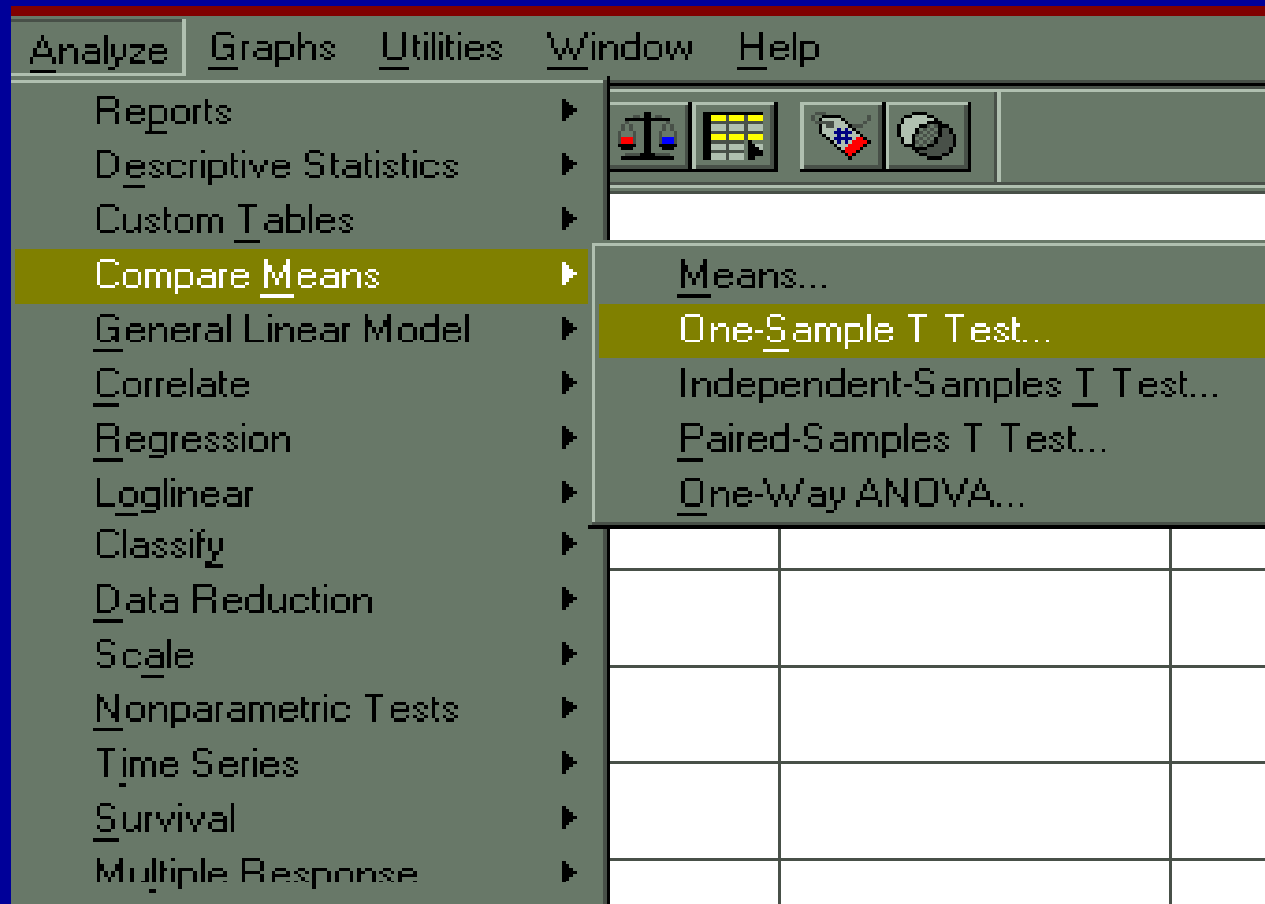 Analyze Graphs Utilities Window Help
Reports
Descriptive Statistics
Custom Tables
Compare Means
General Linear Model
Correlate
Regression
Loglinear
Classify
Data Reduction
Scale
Nonparametric Tests
Time Series
Survival
Multiple Response
Means...
One-Sample T Test...
Independent-Samples T Test...
Paired-Samples T Test...
One-Way ANOVA...